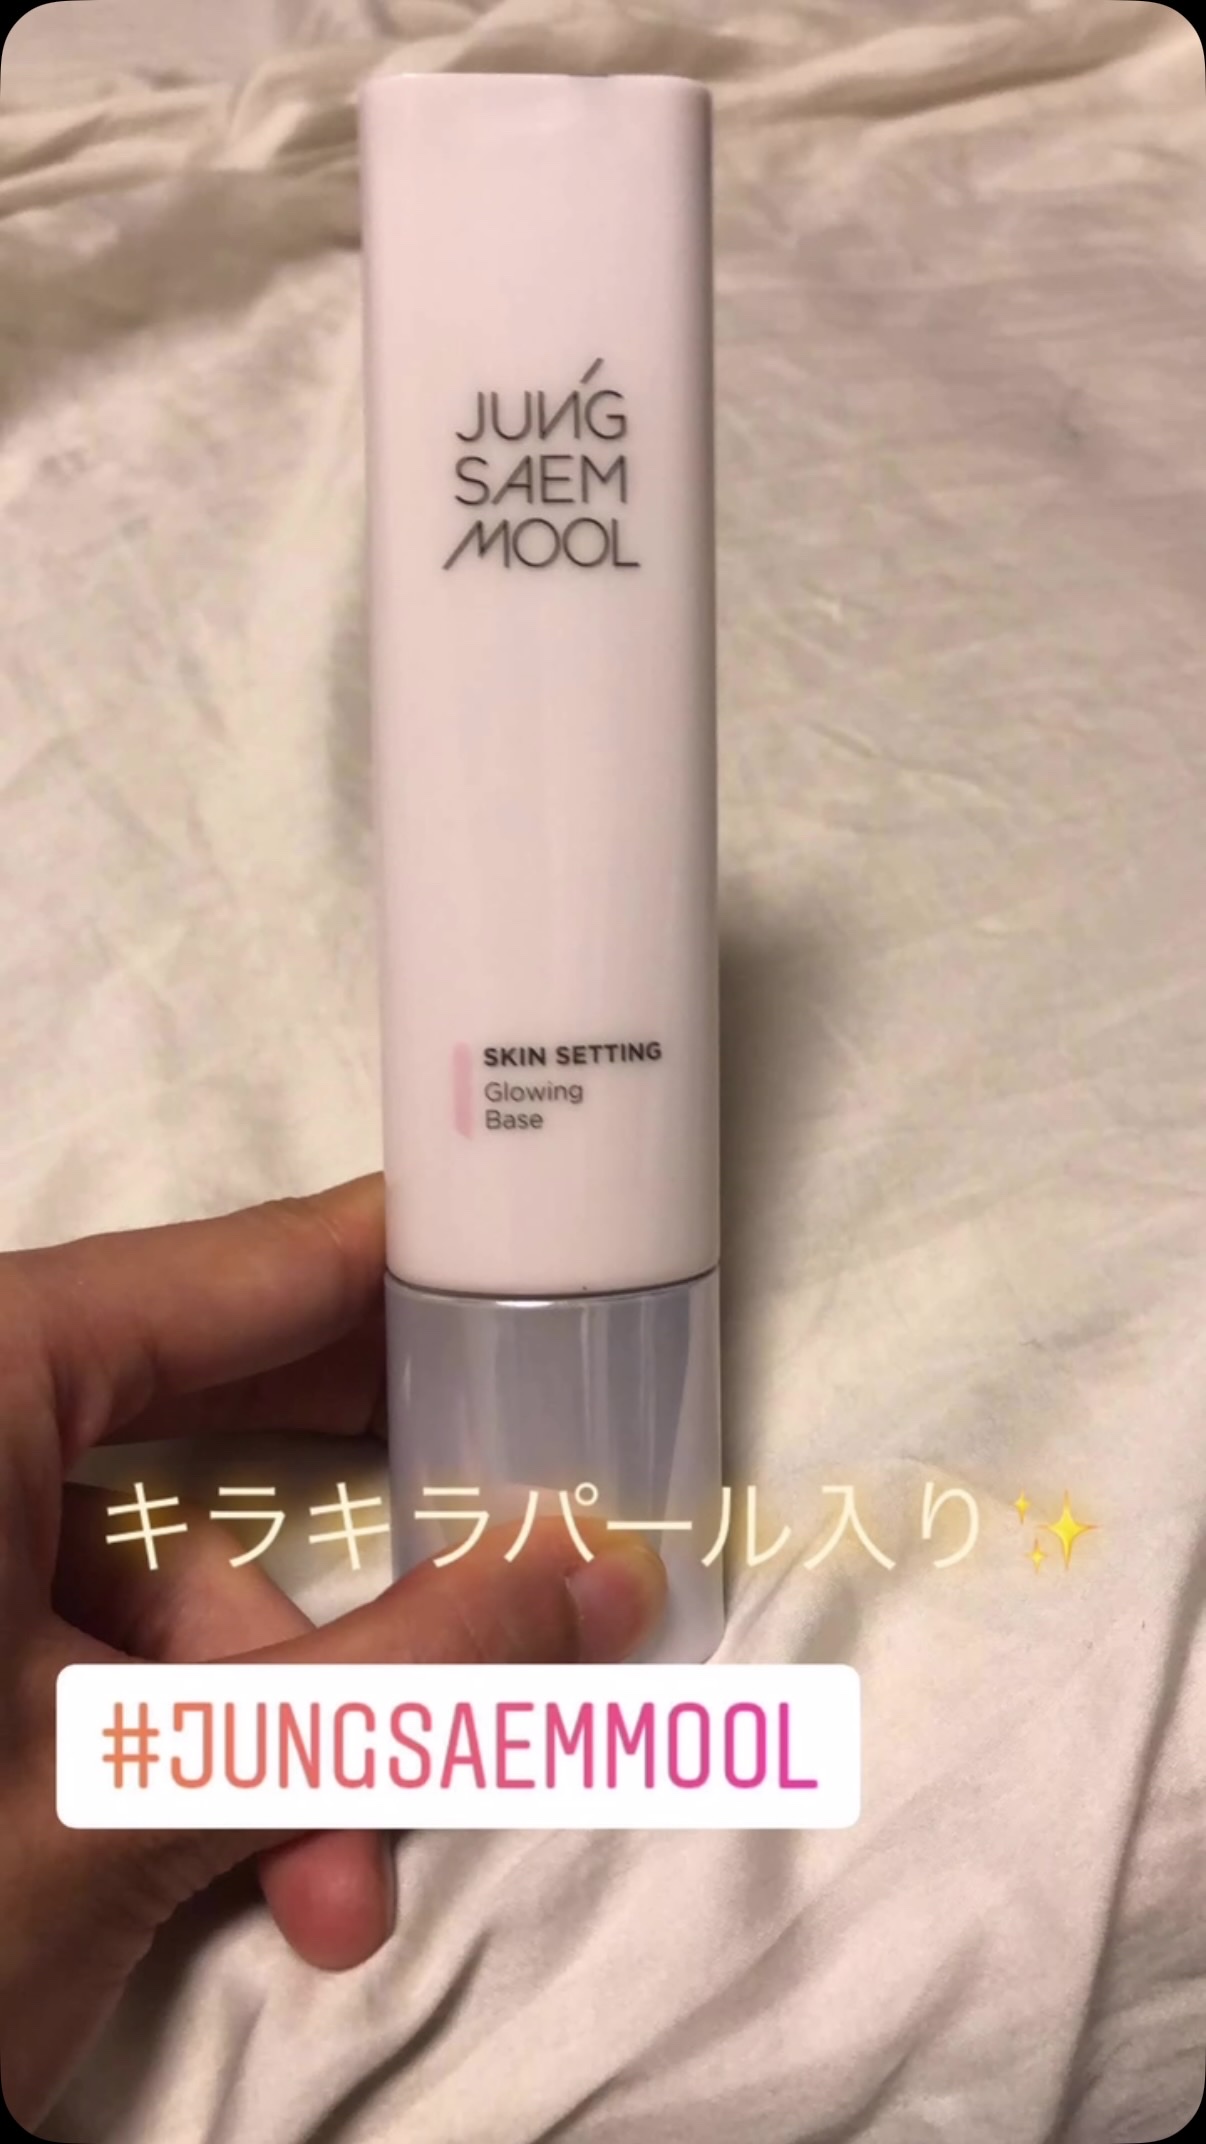 JUNG
SAEM
MOOL
SKIN SETTING
Glowing
Base
キラキラパール入り✨
#JUNGSAEMMOOL